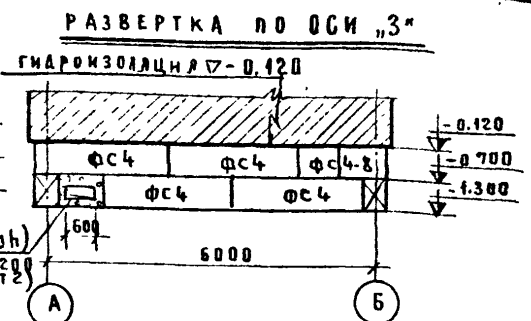 РАЗВЕРТКА ПО ОСИ „3"
ГИДРОИЗОЛЯЦИЯ ▽-0.120
-0.120
ФС4 ФС4 ФС4-8
-0.700
ФС4 ФС4
-1.300
600
6000
А Б